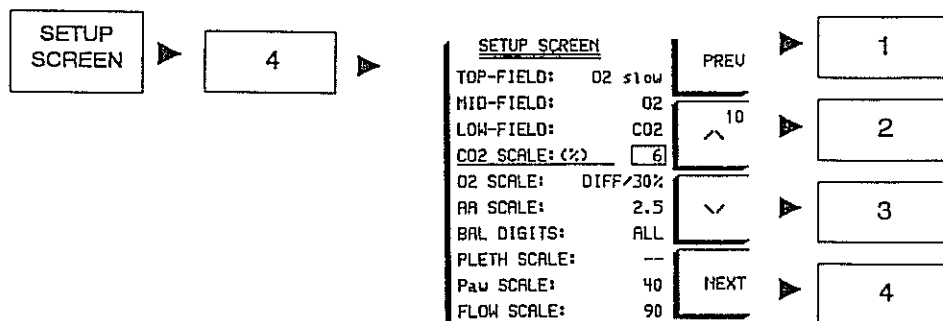 SETUP
SCREEN
4
SETUP SCREEN
TOP-FIELD: O2 slow
MID-FIELD: O2
LOW-FIELD: CO2
CO2 SCALE:(%) 6
O2 SCALE: DIFF/30%
AA SCALE: 2.5
BAL DIGITS: ALL
PLETH SCALE: --
Paw SCALE: 40
FLOW SCALE: 90
PREV
10
NEXT
1
2
3
4